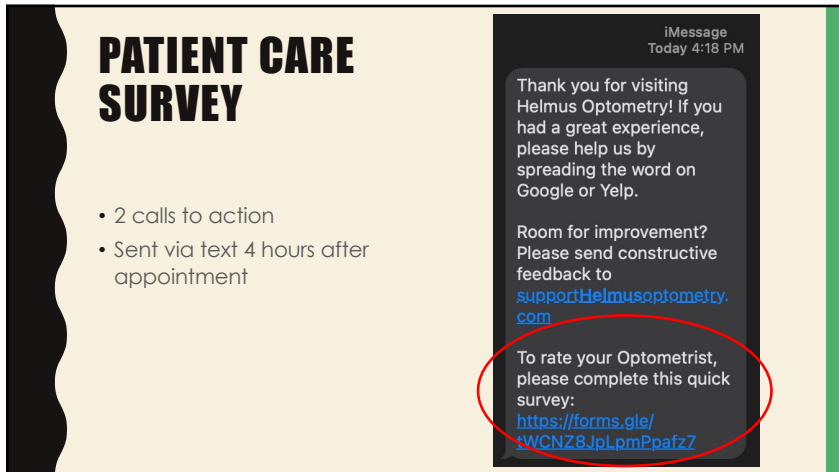 PATIENT CARE
SURVEY
• 2 calls to action
• Sent via text 4 hours after
appointment
iMessage
Today 4:18 PM
Thank you for visiting
Helmus Optometry! If you
had a great experience,
please help us by
spreading the word on
Google or Yelp.
Room for improvement?
Please send constructive
feedback to
supportHelmusoptometry.
com
To rate your Optometrist,
please complete this quick
survey:
https://forms.gle/
tWCNZ8JpLpmPpafz7